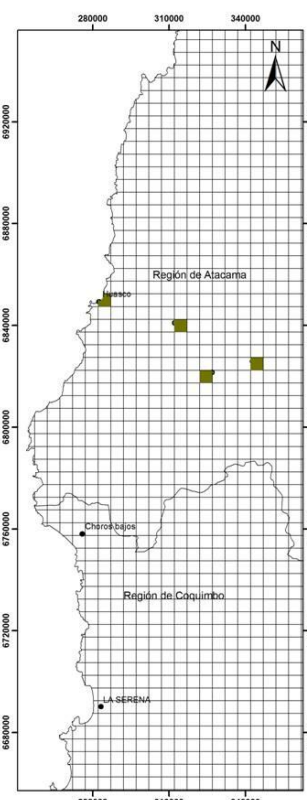 280000 310000 340000
N
6920000
6880000
Región de Atacama
Huasco
6840000
6800000
6760000
Choros bajos
Región de Coquimbo
6720000
LA SERENA
6680000